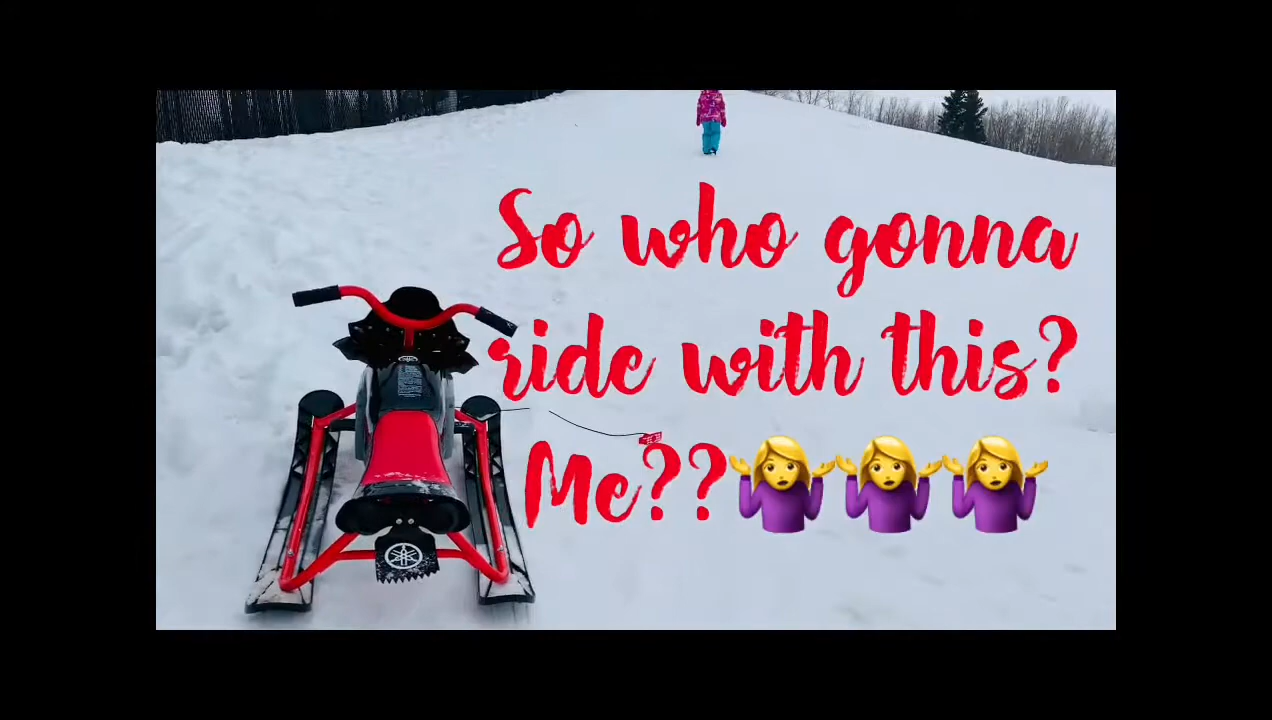 So who gonna
ride with this?
Me??🤷‍♀️🤷‍♀️🤷‍♀️